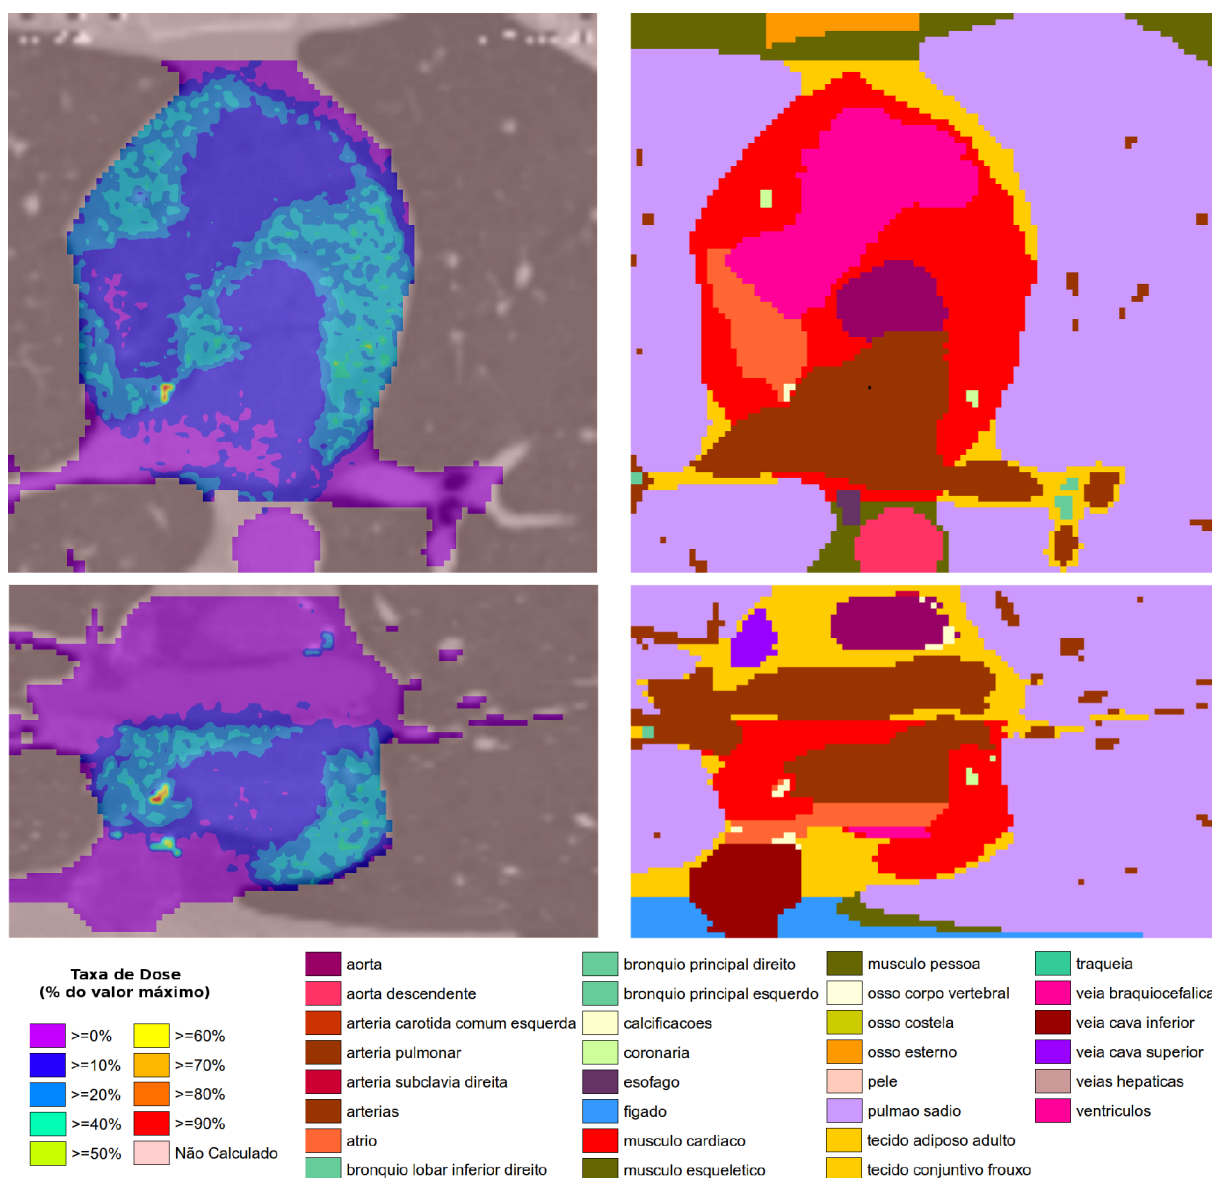 Taxa de Dose
(% do valor máximo)
>=0%
>=10%
>=20%
>=40%
>=50%
>=60%
>=70%
>=80%
>=90%
Não Calculado
aorta
aorta descendente
arteria carotida comum esquerda
arteria pulmonar
arteria subclavia direita
arterias
atrio
bronquio lobar inferior direito
bronquio principal direito
bronquio principal esquerdo
calcificacoes
coronaria
esofago
figado
musculo cardiaco
musculo esqueletico
musculo pessoa
osso corpo vertebral
osso costela
osso esterno
pele
pulmao sadio
tecido adiposo adulto
tecido conjuntivo frouxo
traqueia
veia braquiocefalica
veia cava inferior
veia cava superior
veias hepaticas
ventriculos